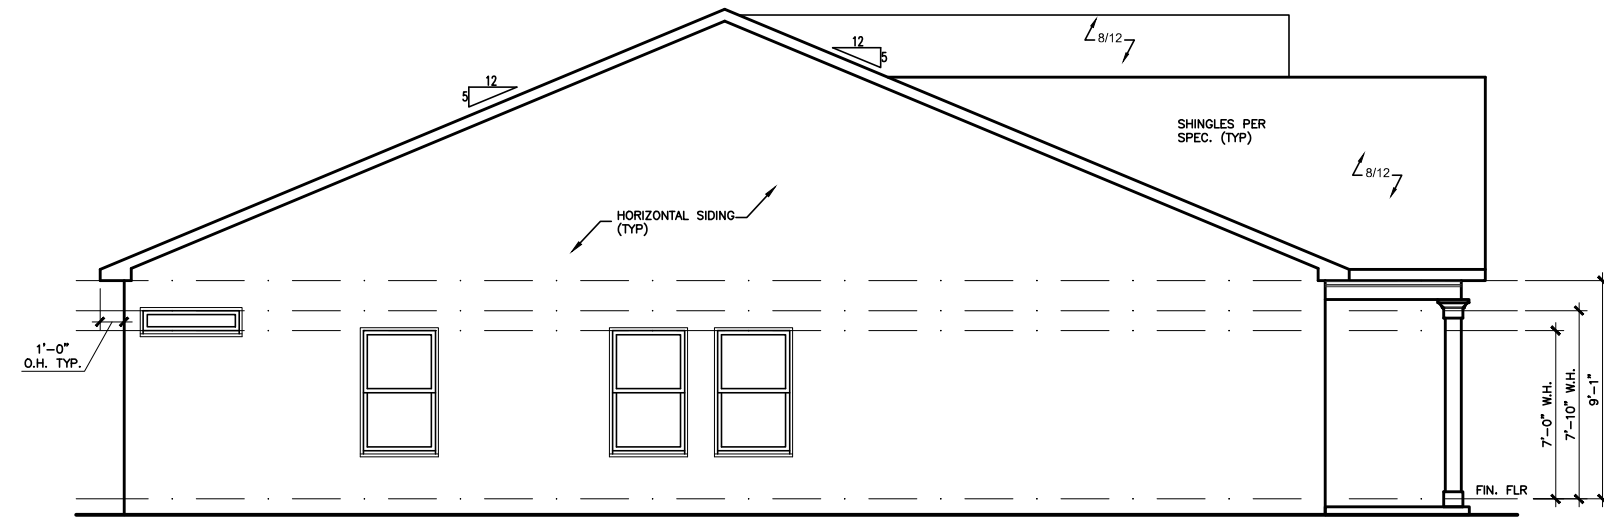 8/12
12
5
12
5
SHINGLES PER
SPEC. (TYP)
8/12
HORIZONTAL SIDING
(TYP)
1'-0"
O.H. TYP.
7'-0" W.H.
7'-10" W.H.
9'-1"
FIN. FLR